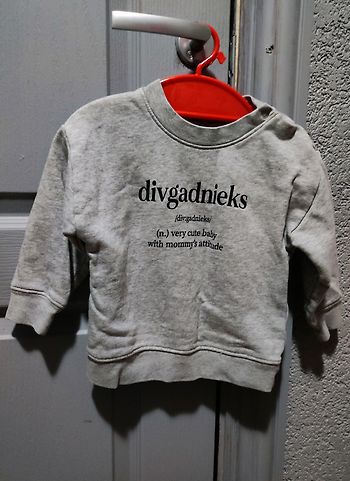 divgadnieks
/divgadnieks/
(n.) very cute baby
with mommy's attitude